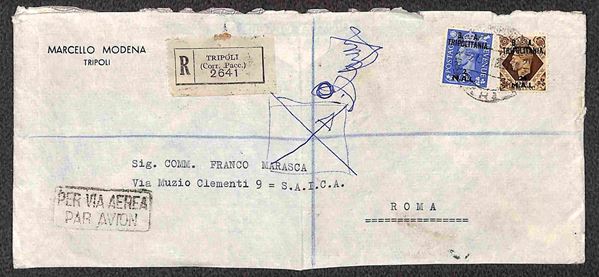 MARCELLO MODENA
TRIPOLI
R
TRIPOLI
(Corr. Pacc.)
2641
B. A.
TRIPOLITANIA
M.A.L.
B. A.
TRIPOLITANIA
M.A.L.
Sig. COMM. FRANCO MARASCA
Via Muzio Clementi 9 = S.A.I.C.A.
ROMA
PER VIA AEREA
PAR AVION